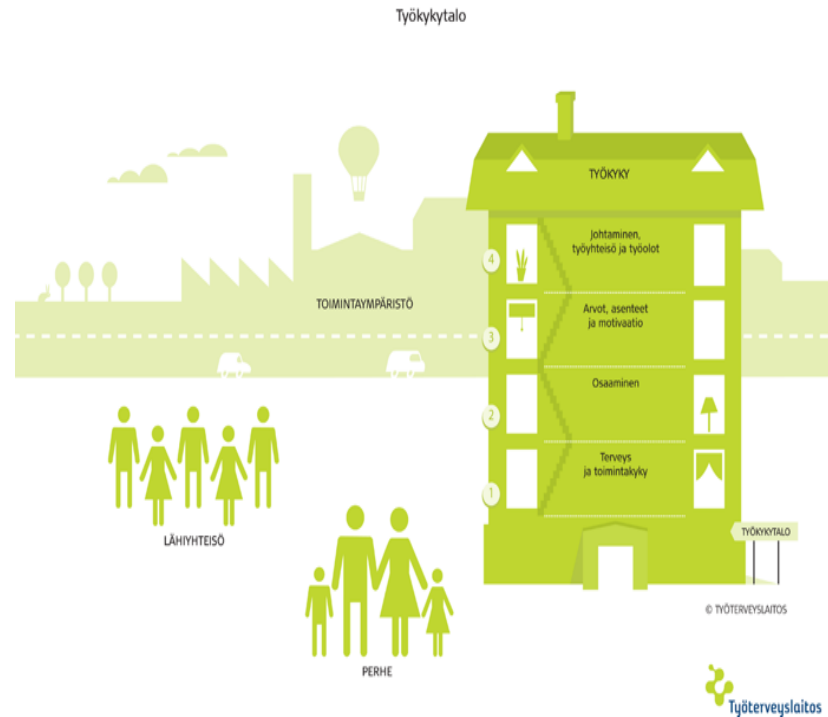 Työkykytalo
TYÖKYKY
4
Johtaminen,
työyhteisö ja työolot
3
Arvot, asenteet
ja motivaatio
2
Osaaminen
1
Terveys
ja toimintakyky
TOIMINTAYMPÄRISTÖ
LÄHIYHTEISÖ
PERHE
TYÖKYKYTALO
© TYÖTERVEYSLAITOS
Työterveyslaitos